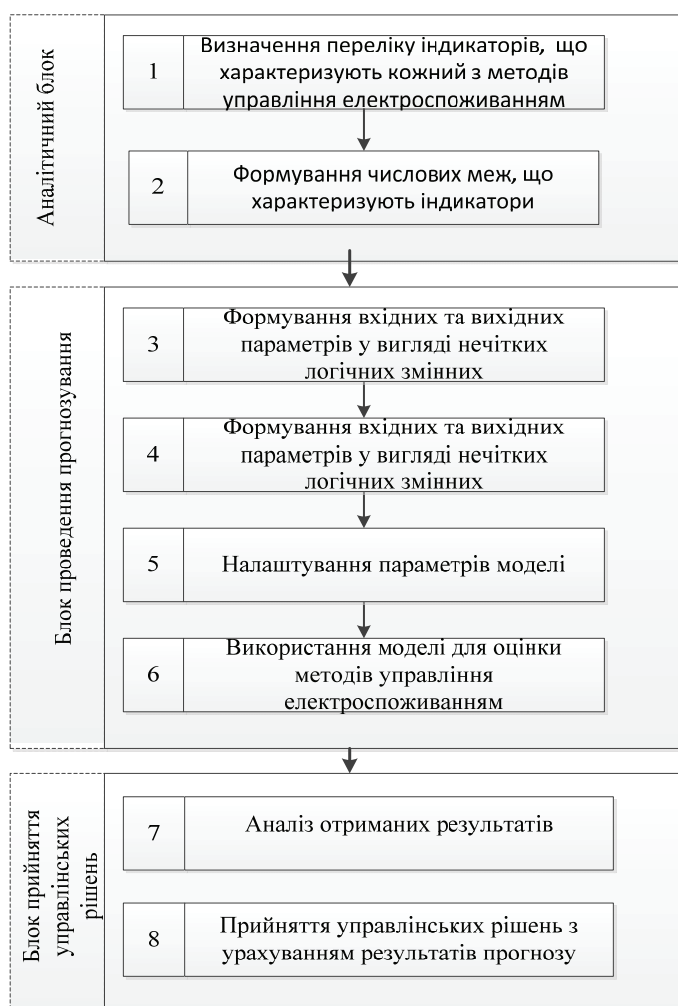 Аналітичний блок
1
Визначення переліку індикаторів, що
характеризують кожний з методів
управління електроспоживанням
2
Формування числових меж, що
характеризують індикатори
Блок проведення прогнозування
3
Формування вхідних та вихідних
параметрів у вигляді нечітких
логічних змінних
4
Формування вхідних та вихідних
параметрів у вигляді нечітких
логічних змінних
5
Налаштування параметрів моделі
6
Використання моделі для оцінки
методів управління
електроспоживанням
Блок прийняття
управлінських
рішень
7
Аналіз отриманих результатів
8
Прийняття управлінських рішень з
урахуванням результатів прогнозу